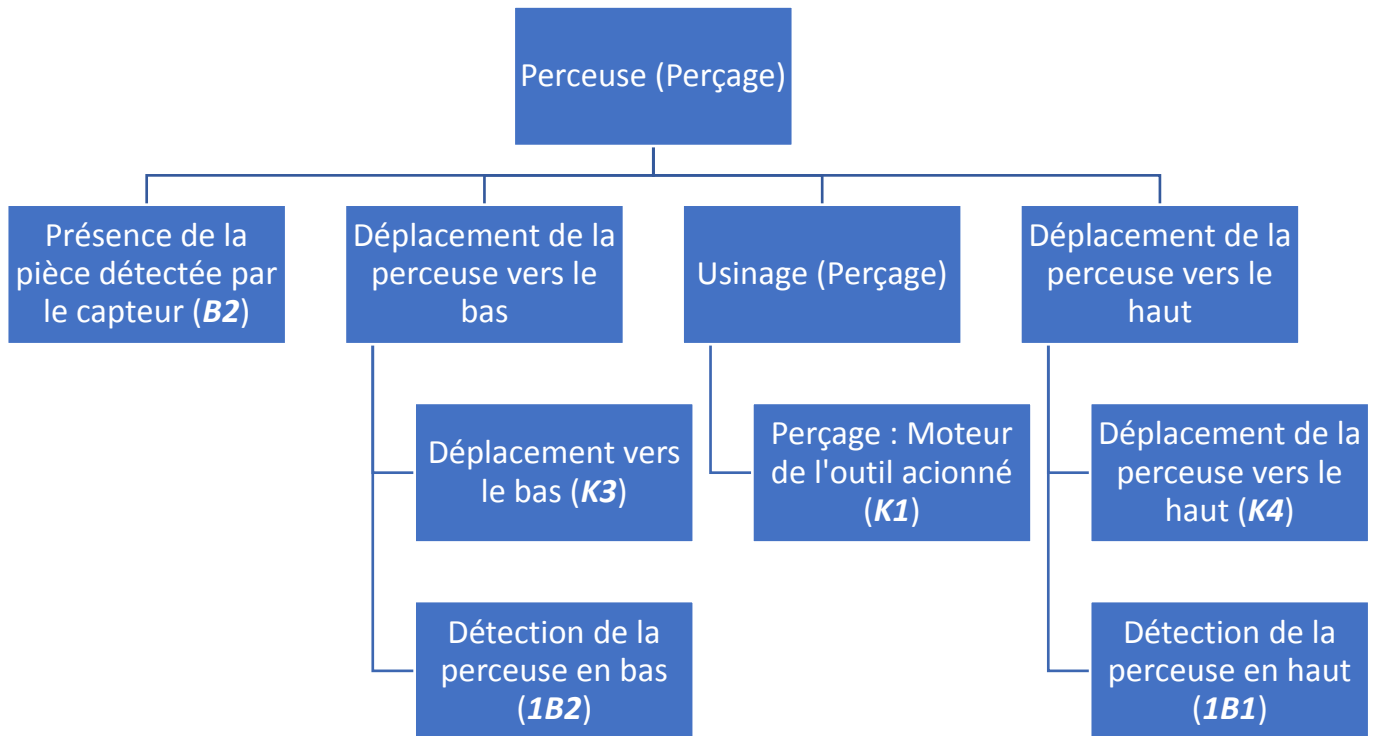 Perceuse (Perçage)
Présence de la
pièce détectée par
le capteur (B2)
Déplacement de la
perceuse vers le
bas
Déplacement vers
le bas (K3)
Détection de la
perceuse en bas
(1B2)
Usinage (Perçage)
Perçage : Moteur
de l'outil acionné
(K1)
Déplacement de la
perceuse vers le
haut
Déplacement de la
perceuse vers le
haut (K4)
Détection de la
perceuse en haut
(1B1)